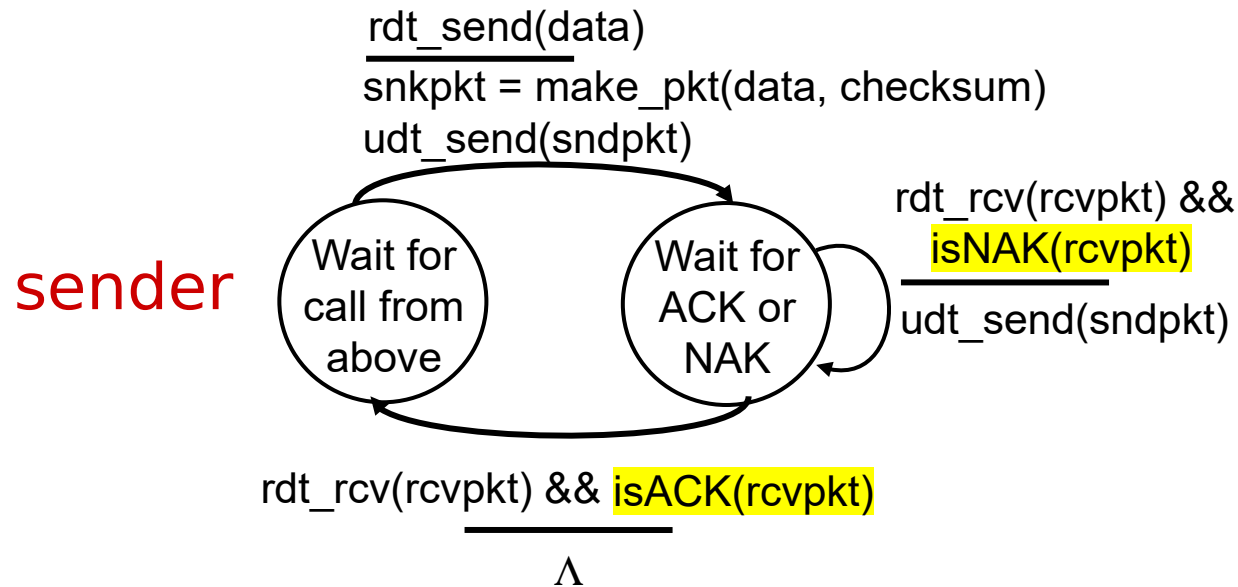 rdt_send(data)
snkpkt = make_pkt(data, checksum)
udt_send(sndpkt)
rdt_rcv(rcvpkt) &&
isNAK(rcvpkt)
udt_send(sndpkt)
sender
Wait for
call from
above
Wait for
ACK or
NAK
rdt_rcv(rcvpkt) && isACK(rcvpkt)
Λ